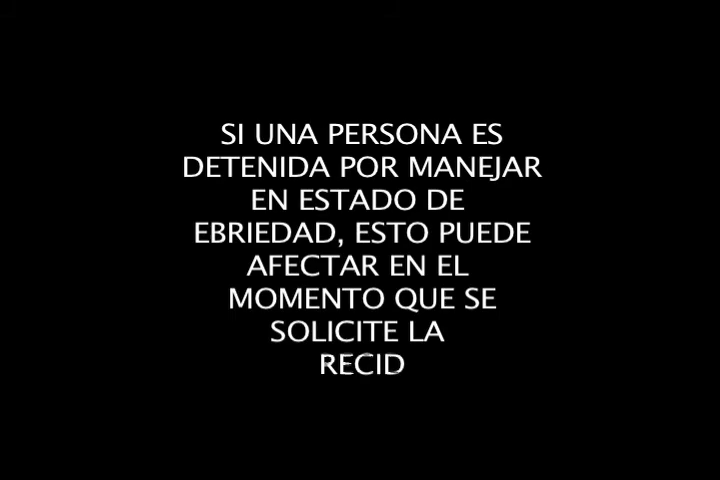 SI UNA PERSONA ES
DETENIDA POR MANEJAR
EN ESTADO DE
EBRIEDAD, ESTO PUEDE
AFECTAR EN EL
MOMENTO QUE SE
SOLICITE LA
RECID